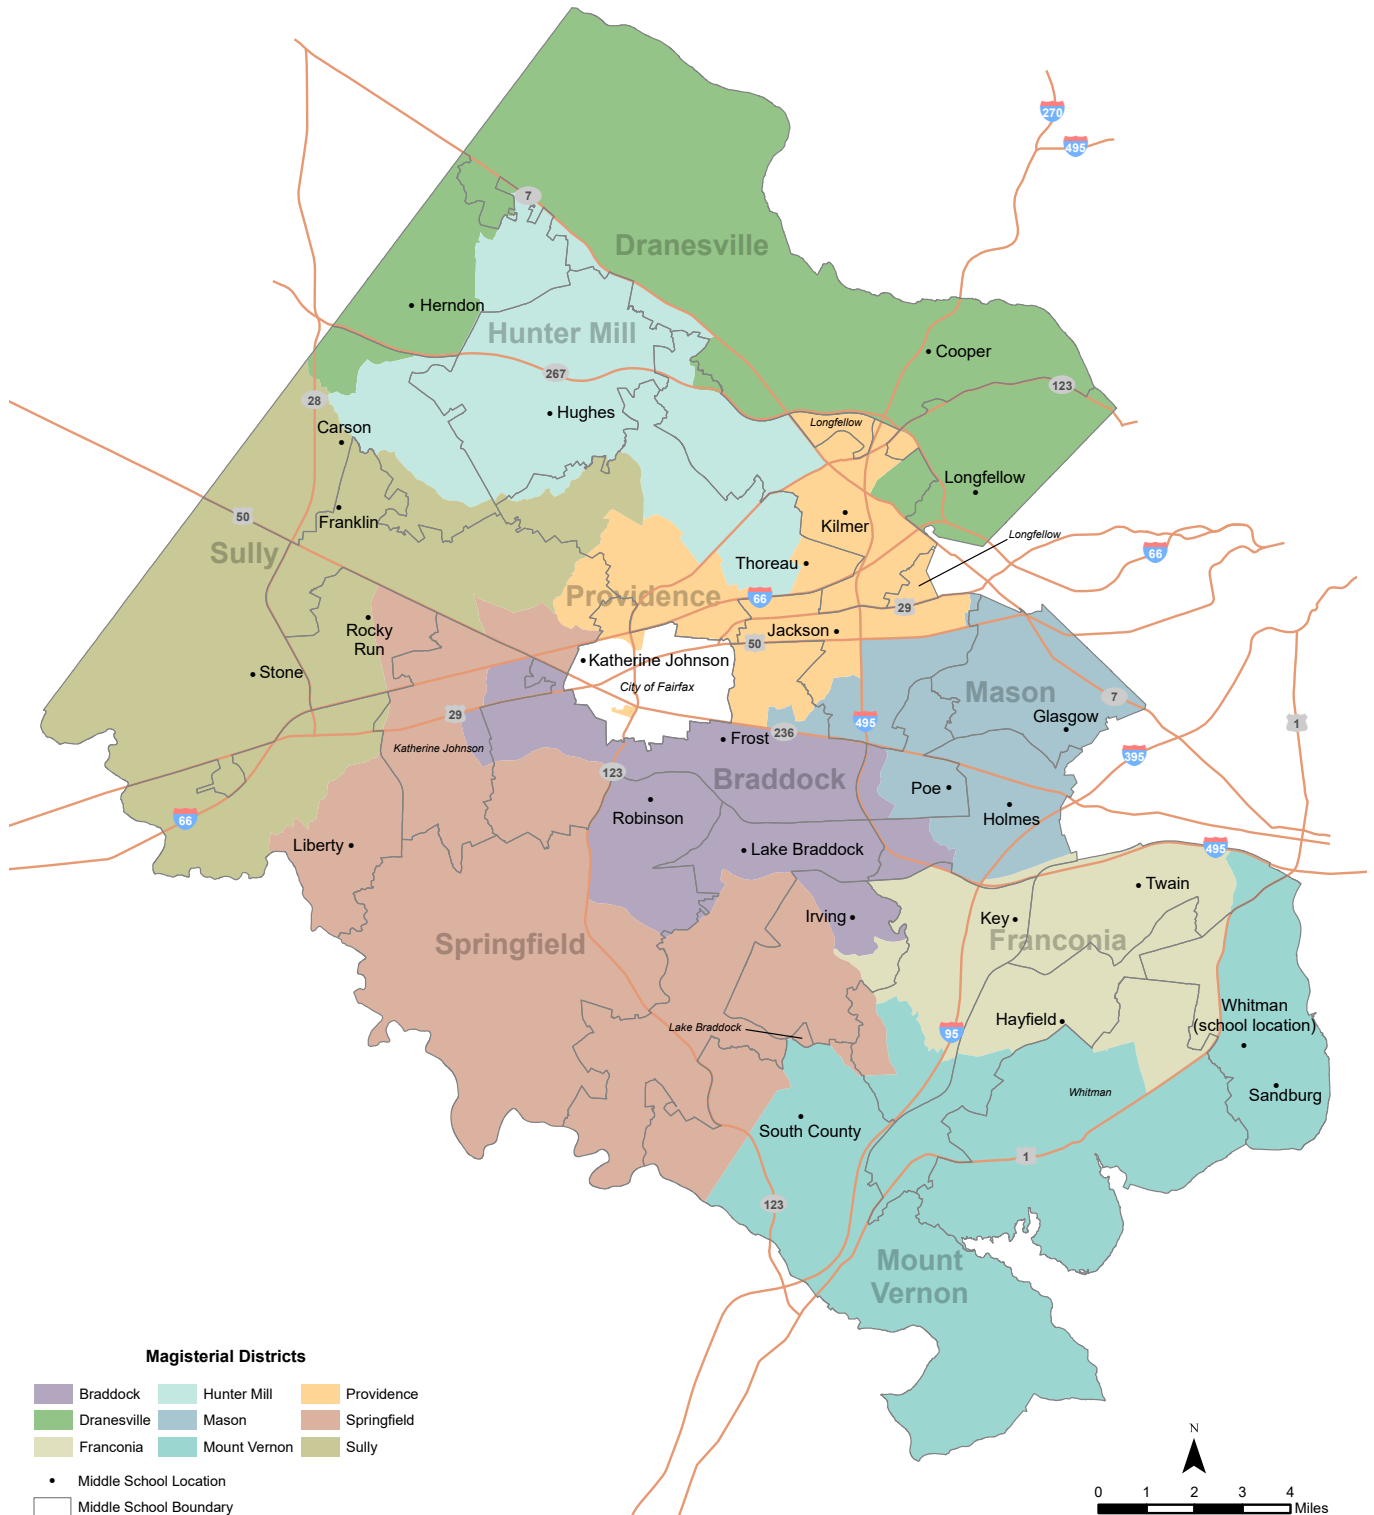 270
495
7
Dranesville
Herndon
Hunter Mill
Cooper
267
123
28
Hughes
Longfellow
Carson
Longfellow
50
Franklin
Kilmer
Longfellow
Sully
66
Thoreau
Providence
66
29
Rocky
Run
Jackson
50
Katherine Johnson
Stone
City of Fairfax
Mason
7
29
Glasgow
495
1
Katherine Johnson
236
Frost
395
123
Braddock
Poe
66
Robinson
Holmes
Liberty
Lake Braddock
495
Twain
Irving
Key
Springfield
Franconia
Whitman
(school location)
Hayfield
Lake Braddock
95
Whitman
Sandburg
South County
1
123
Mount
Vernon
Magisterial Districts
Braddock
Hunter Mill
Providence
Dranesville
Mason
Springfield
Franconia
Mount Vernon
Sully
Middle School Location
Middle School Boundary
N
0 1 2 3 4
Miles